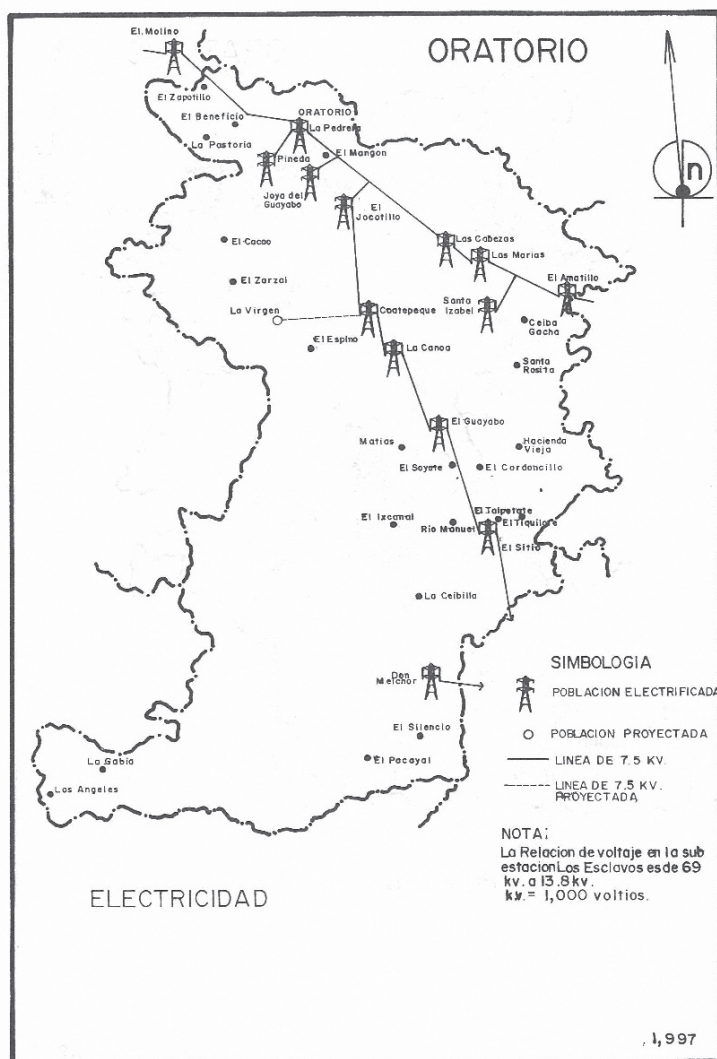 El Molino
ORATORIO
El Zapotillo
ORATORIO
El Beneficio
La Pedrera
La Pastoria
El Mangon
Pineda
Joya del
Guayabo
El
Jocotillo
n
El Cacao
Las Cabezas
Las Marias
El Zarzal
El Amatillo
Santa
Izabel
La Virgen
Coatepeque
Ceiba
Gacha
El Espino
La Canoa
Santa
Rosita
El Guayabo
Matias
Hacienda
Vieja
El Soyate
El Cordoncillo
El Ixcanal
El Talpetate
Rio Manuel
El Tiquilote
El Sitio
La Ceibilla
Don
Melchor
SIMBOLOGIA
POBLACION ELECTRIFICADA
El Silencio
POBLACION PROYECTADA
El Pacayal
LINEA DE 7.5 KV.
La Gabia
LINEA DE 7.5 KV.
PROYECTADA
Los Angeles
NOTA:
La Relacion de voltaje en la sub
estacion Los Esclavos es de 69
kv. a 13.8 kv.
kv. = 1,000 voltios.
ELECTRICIDAD
1,997